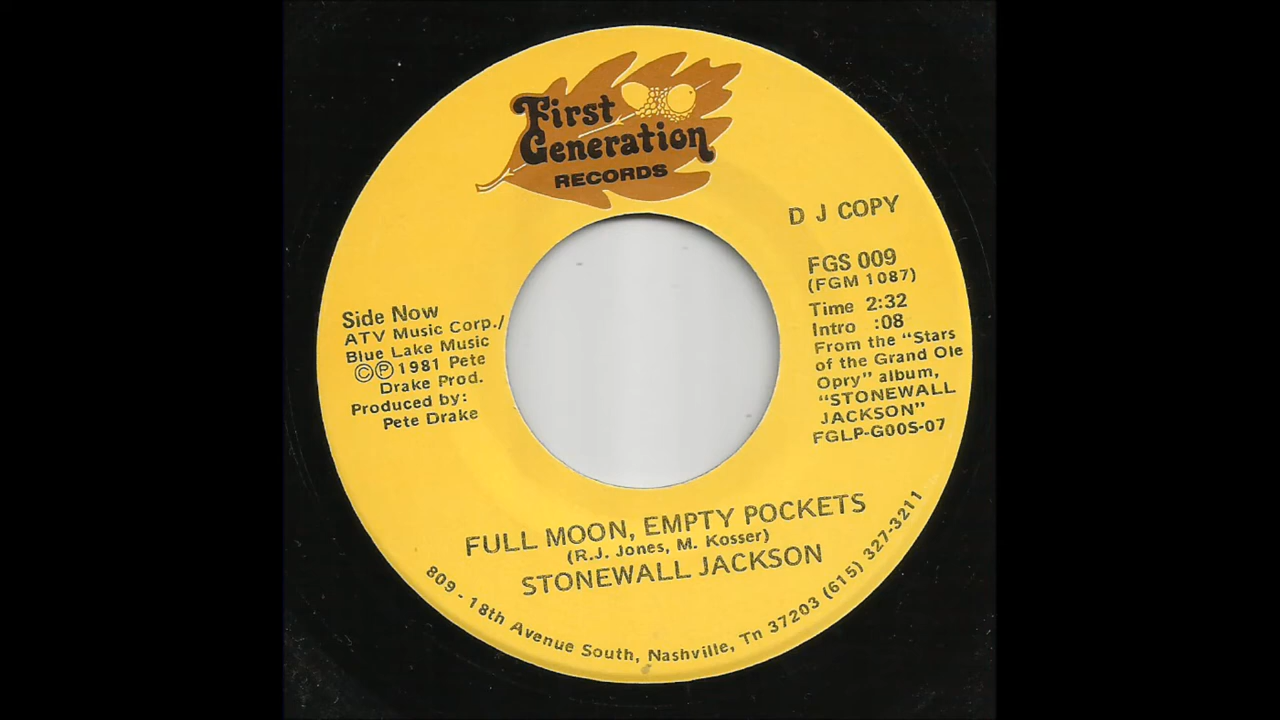 First
Generation
RECORDS
D J COPY
FGS 009
(FGM 1087)
Time 2:32
Intro :08
From the "Stars
of the Grand Ole
Opry" album,
"STONEWALL
JACKSON"
FGLP-G00S-07
Side Now
ATV Music Corp./
Blue Lake Music
©℗ 1981 Pete
Drake Prod.
Produced by:
Pete Drake
FULL MOON, EMPTY POCKETS
(R.J. Jones, M. Kosser)
STONEWALL JACKSON
809 - 18th Avenue South, Nashville, Tn 37203 (615) 327-3211